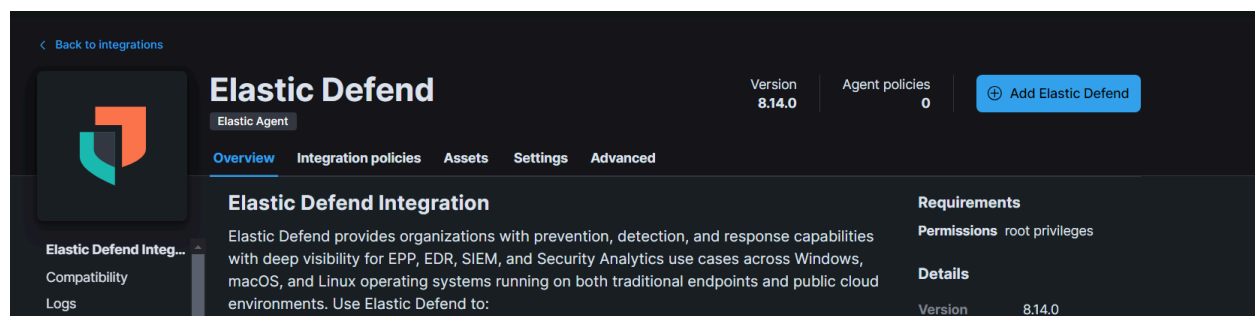 Back to integrations
Elastic Defend
Elastic Agent
Version
8.14.0
Agent policies
0
Add Elastic Defend
Overview Integration policies Assets Settings Advanced
Elastic Defend Integration
Elastic Defend provides organizations with prevention, detection, and response capabilities
with deep visibility for EPP, EDR, SIEM, and Security Analytics use cases across Windows,
macOS, and Linux operating systems running on both traditional endpoints and public cloud
environments. Use Elastic Defend to:
Elastic Defend Integ...
Compatibility
Logs
Requirements
Permissions root privileges
Details
Version 8.14.0